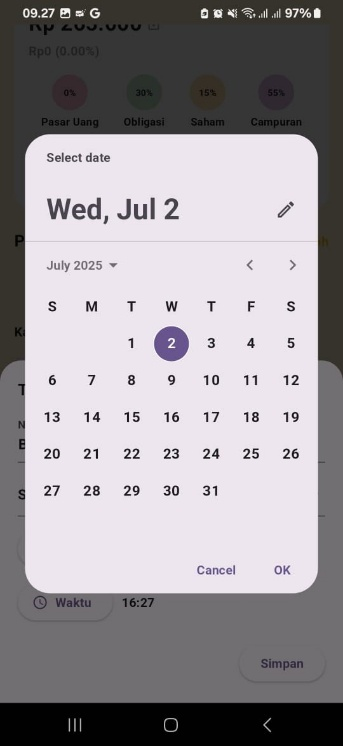 09.27 G 97%
Rp 205.000
Rp0 (0.00%)
0% 30% 15% 55%
Pasar Uang Obligasi Saham Campuran
Select date
Wed, Jul 2
July 2025
S M T W T F S
1 2 3 4 5
6 7 8 9 10 11 12
13 14 15 16 17 18 19
20 21 22 23 24 25 26
27 28 29 30 31
Cancel OK
Waktu 16:27
Simpan